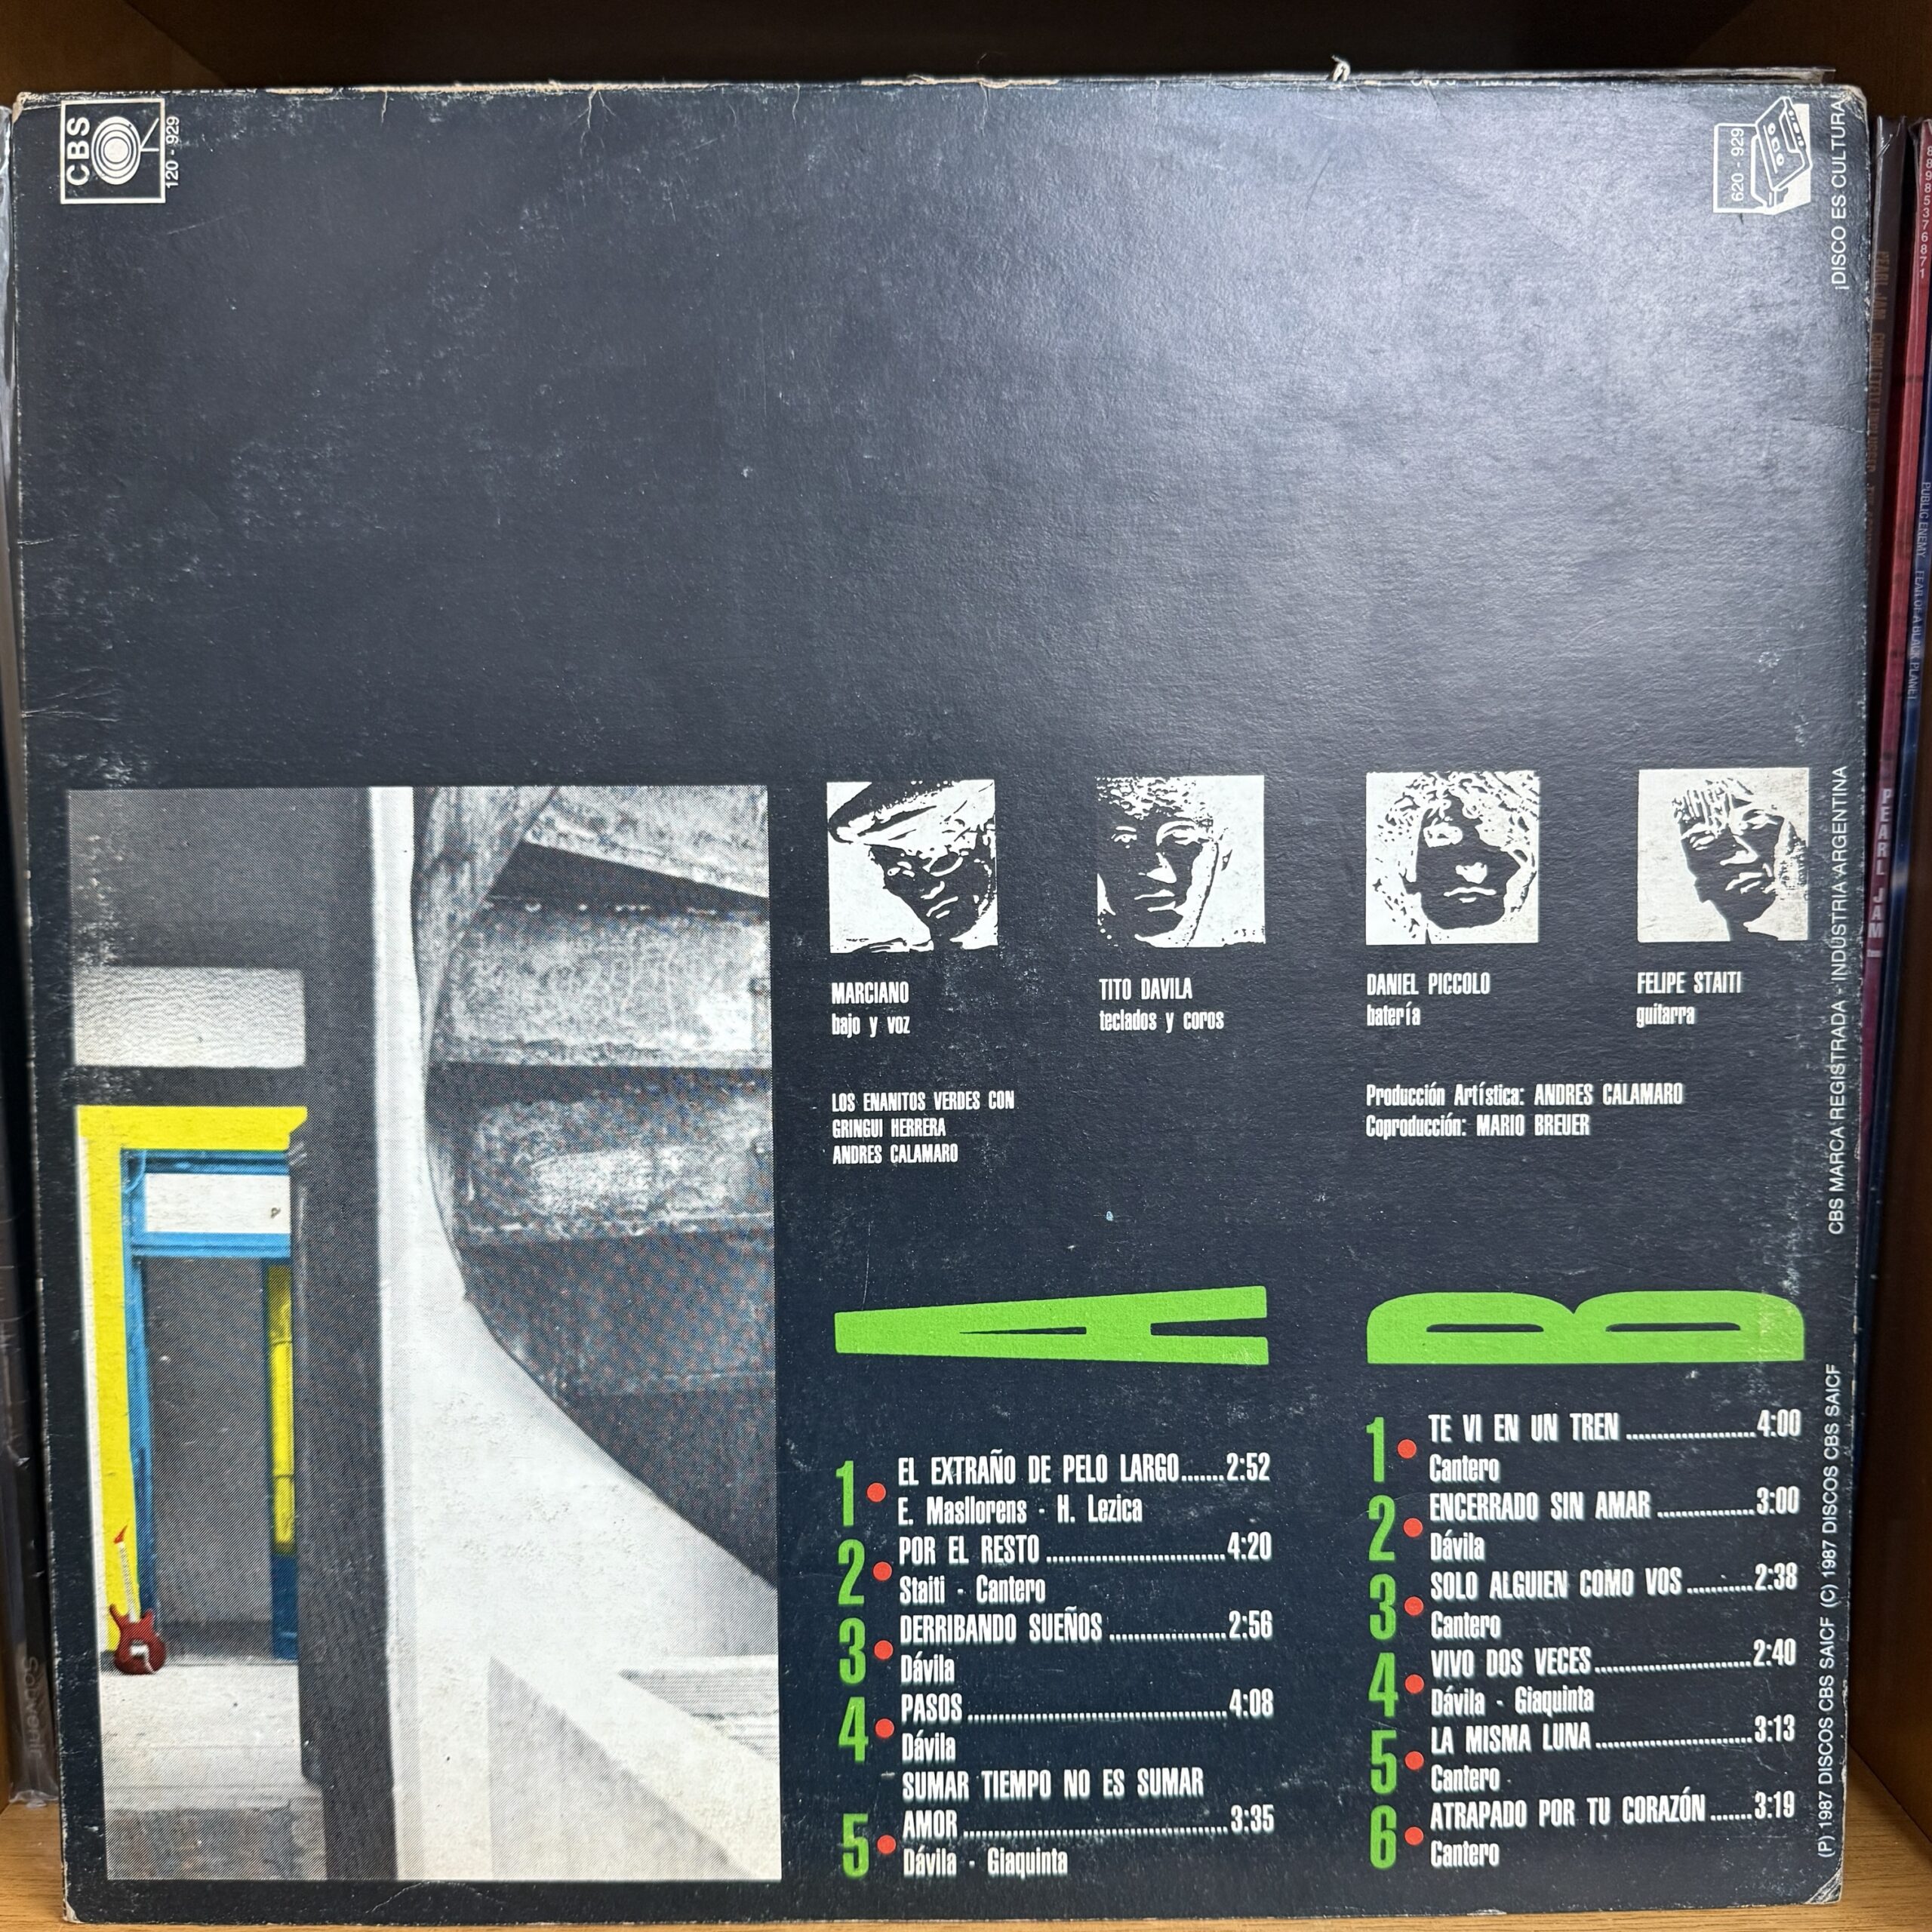 CBS
120 - 929
620 - 929
¡DISCO ES CULTURA!
MARCIANO
bajo y voz
TITO DAVILA
teclados y coros
DANIEL PICCOLO
batería
FELIPE STAITI
guitarra
LOS ENANITOS VERDES CON
GRINGUI HERRERA
ANDRES CALAMARO
Producción Artística: ANDRES CALAMARO
Coproducción: MARIO BREUER
A
1 EL EXTRAÑO DE PELO LARGO.......2:52
E. Masllorens - H. Lezica
2 POR EL RESTO ..............................4:20
Staiti - Cantero
3 DERRIBANDO SUEÑOS ....................2:56
Dávila
4 PASOS ............................................4:08
Dávila
SUMAR TIEMPO NO ES SUMAR
5 AMOR ............................................3:35
Dávila - Giaquinta
B
1 TE VI EN UN TREN ......................4:00
Cantero
2 ENCERRADO SIN AMAR ................3:00
Dávila
3 SOLO ALGUIEN COMO VOS ...........2:38
Cantero
4 VIVO DOS VECES ..........................2:40
Dávila - Giaquinta
5 LA MISMA LUNA ..........................3:13
Cantero
6 ATRAPADO POR TU CORAZÓN .......3:19
Cantero
CBS MARCA REGISTRADA - INDUSTRIA ARGENTINA
(P) 1987 DISCOS CBS SAICF (C) 1987 DISCOS CBS SAICF
PEARL JAM
PEARL JAM
PUBLIC ENEMY FEAR OF A BLACK PLANET
Souvenir